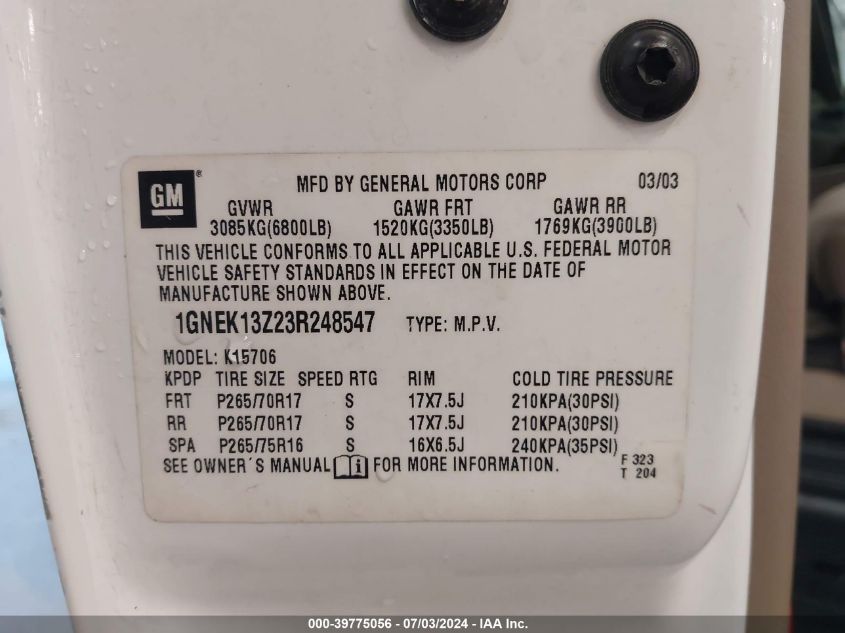 GM®
MFD BY GENERAL MOTORS CORP 03/03
GVWR GAWR FRT GAWR RR
3085KG(6800LB) 1520KG(3350LB) 1769KG(3900LB)
THIS VEHICLE CONFORMS TO ALL APPLICABLE U.S. FEDERAL MOTOR
VEHICLE SAFETY STANDARDS IN EFFECT ON THE DATE OF
MANUFACTURE SHOWN ABOVE.
1GNEK13Z23R248547 TYPE: M.P.V.
MODEL: K15706
KPDP TIRE SIZE SPEED RTG RIM COLD TIRE PRESSURE
FRT P265/70R17 S 17X7.5J 210KPA(30PSI)
RR P265/70R17 S 17X7.5J 210KPA(30PSI)
SPA P265/75R16 S 16X6.5J 240KPA(35PSI)
SEE OWNER´S MANUAL i FOR MORE INFORMATION.
F 323
T 204
000-39775056 / 07/03/2024 - IAA Inc.